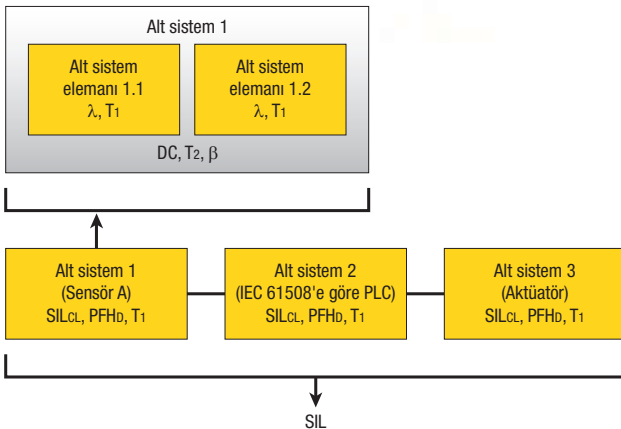 Alt sistem 1
Alt sistem
elemanı 1.1
λ, T1
Alt sistem
elemanı 1.2
λ, T1
DC, T2, β
Alt sistem 1
(Sensör A)
SILCL, PFHD, T1
Alt sistem 2
(IEC 61508'e göre PLC)
SILCL, PFHD, T1
Alt sistem 3
(Aktüatör)
SILCL, PFHD, T1
SIL